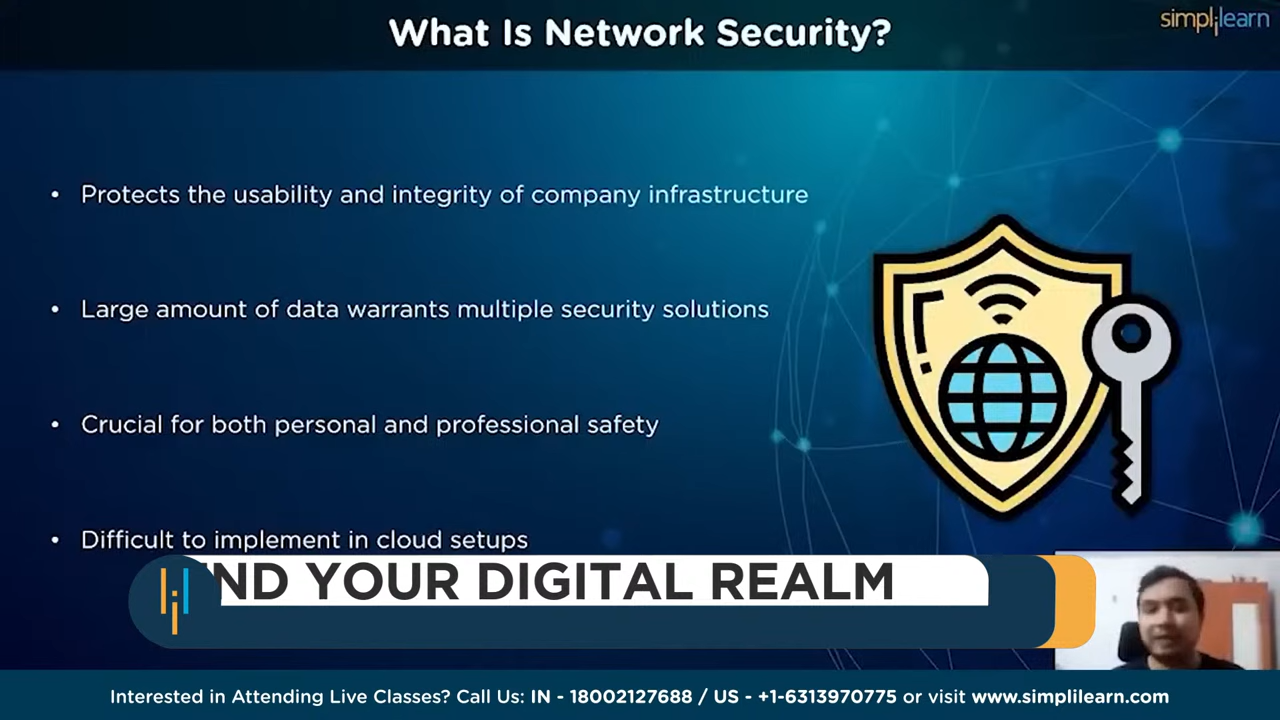 What Is Network Security?
simplilearn
• Protects the usability and integrity of company infrastructure
• Large amount of data warrants multiple security solutions
• Crucial for both personal and professional safety
• Difficult to implement in cloud setups
ND YOUR DIGITAL REALM
Interested in Attending Live Classes? Call Us: IN - 18002127688 / US - +1-6313970775 or visit www.simplilearn.com